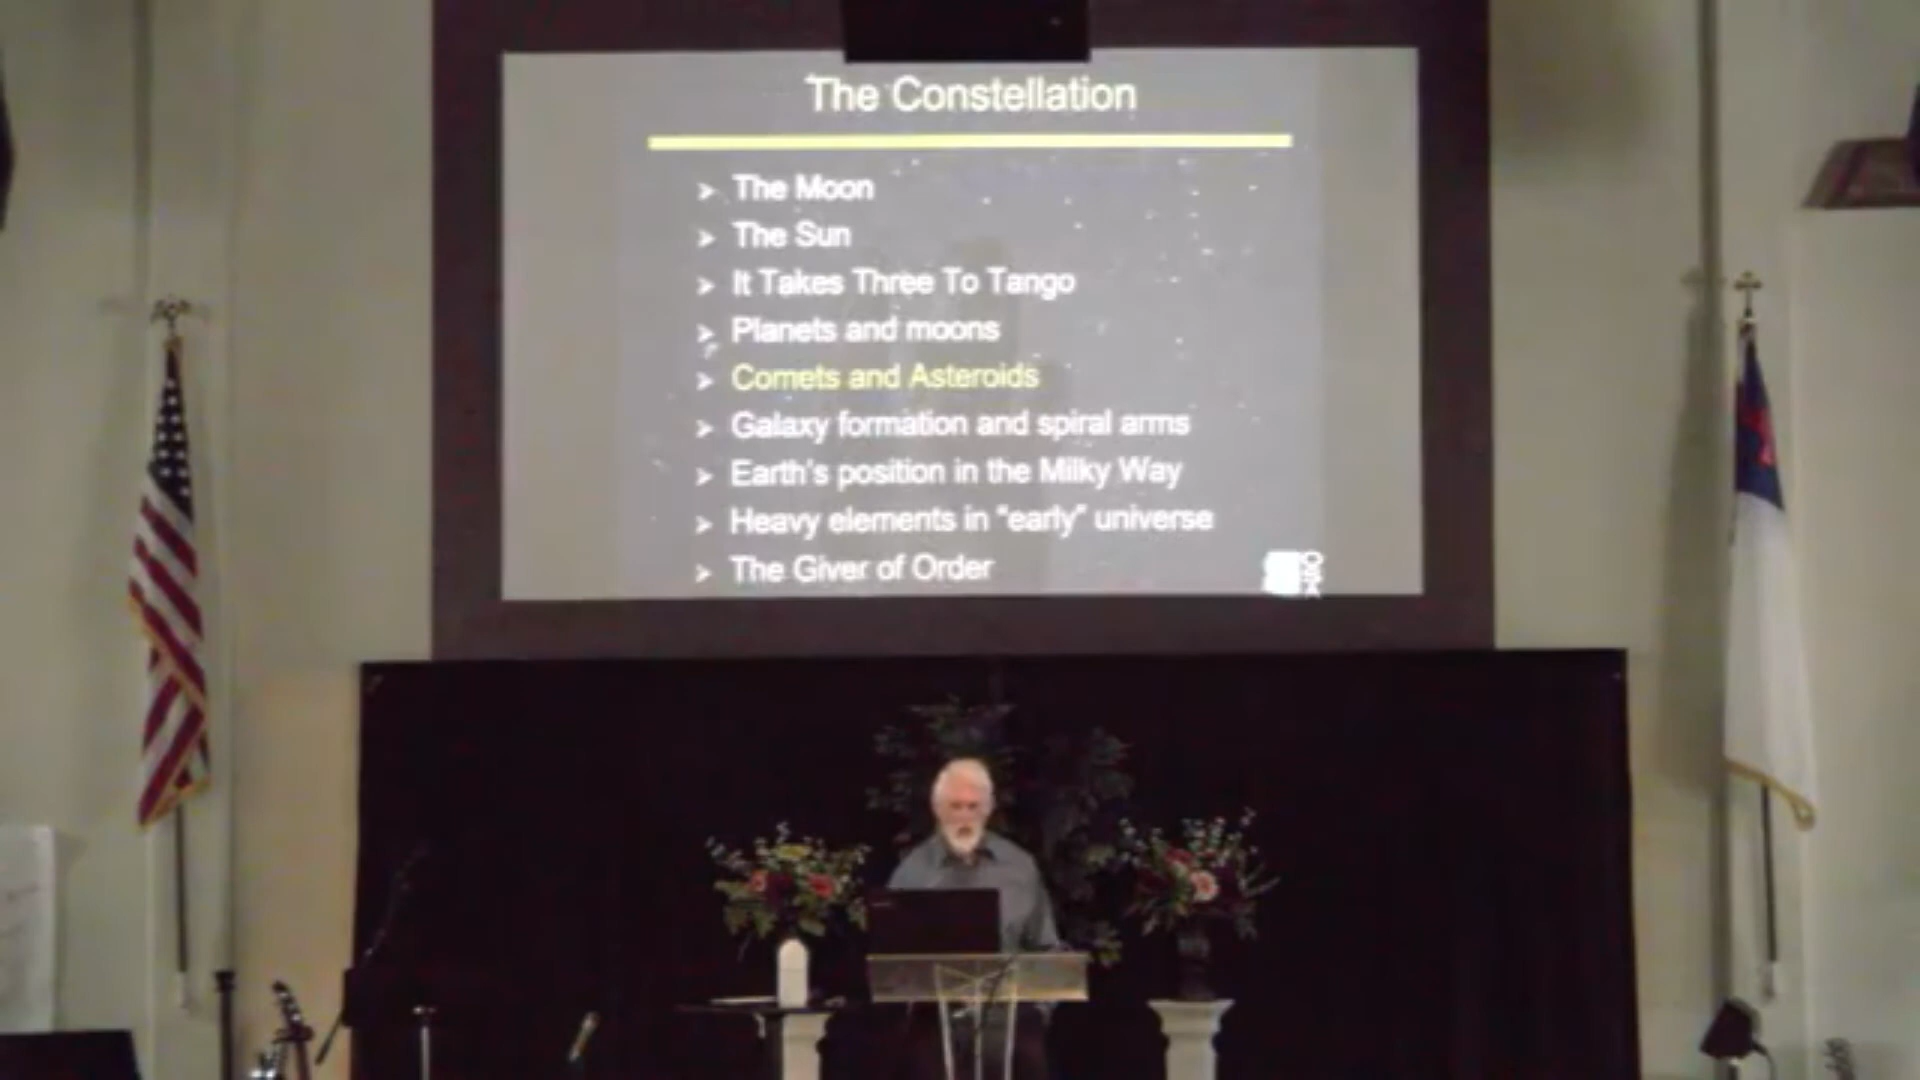 The Constellation
➢ The Moon
➢ The Sun
➢ It Takes Three To Tango
➢ Planets and moons
➢ Comets and Asteroids
➢ Galaxy formation and spiral arms
➢ Earth's position in the Milky Way
➢ Heavy elements in "early" universe
➢ The Giver of Order